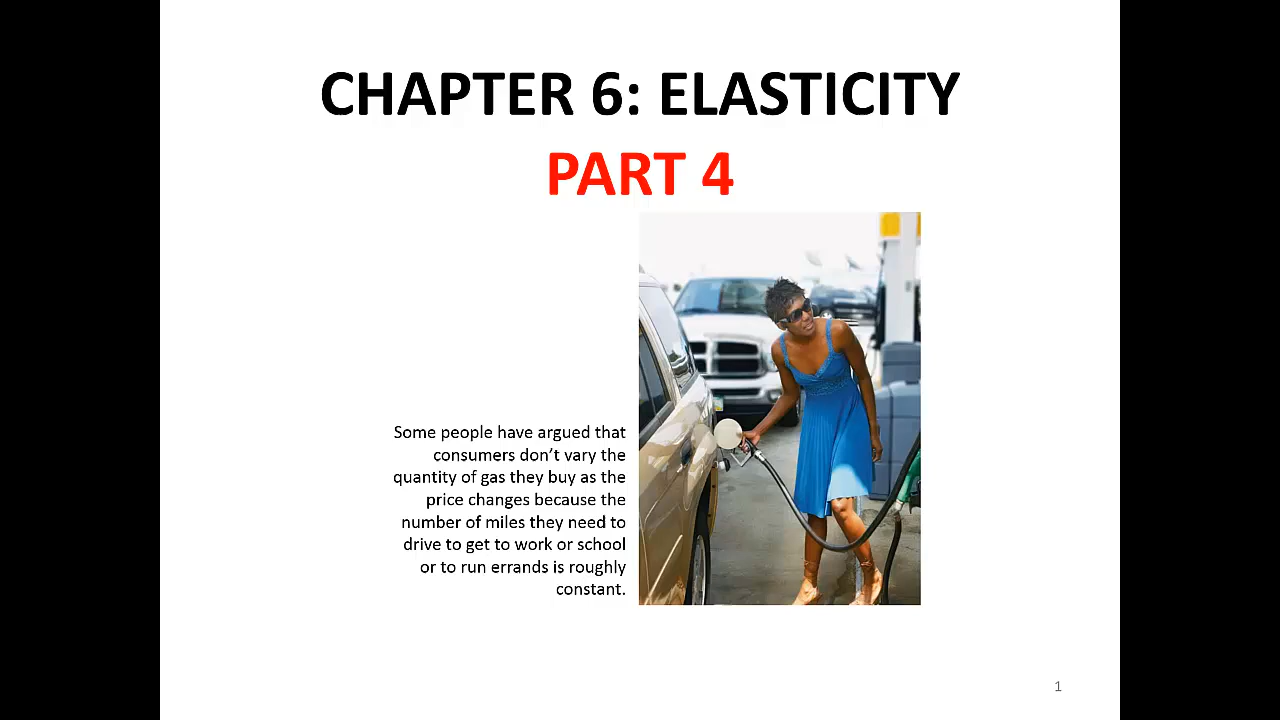 CHAPTER 6: ELASTICITY
PART 4
Some people have argued that
consumers don’t vary the
quantity of gas they buy as the
price changes because the
number of miles they need to
drive to get to work or school
or to run errands is roughly
constant.
1